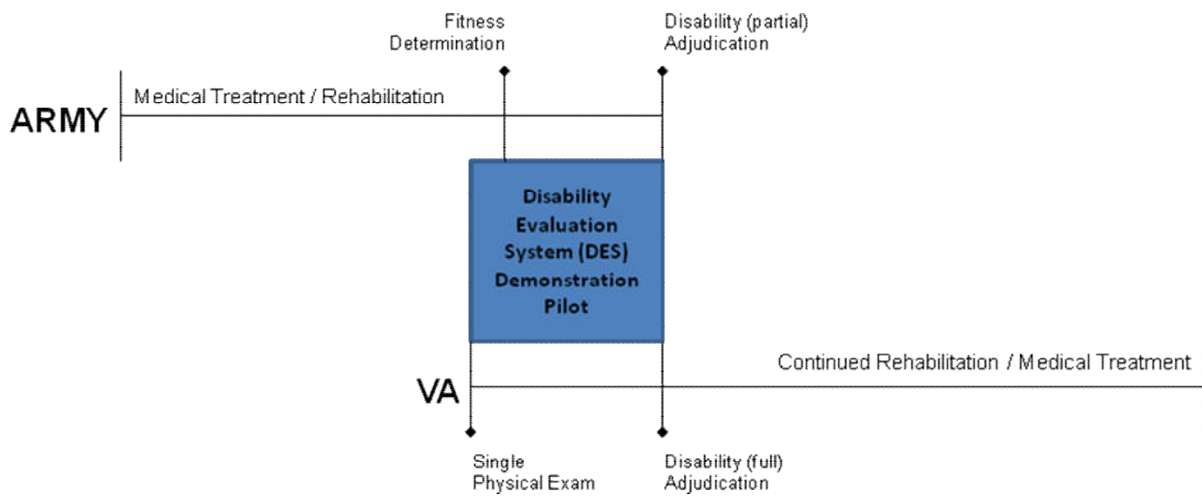 Fitness
Determination
Disability (partial)
Adjudication
Medical Treatment / Rehabilitation
ARMY
Disability
Evaluation
System (DES)
Demonstration
Pilot
Continued Rehabilitation / Medical Treatment
VA
Single
Physical Exam
Disability (full)
Adjudication